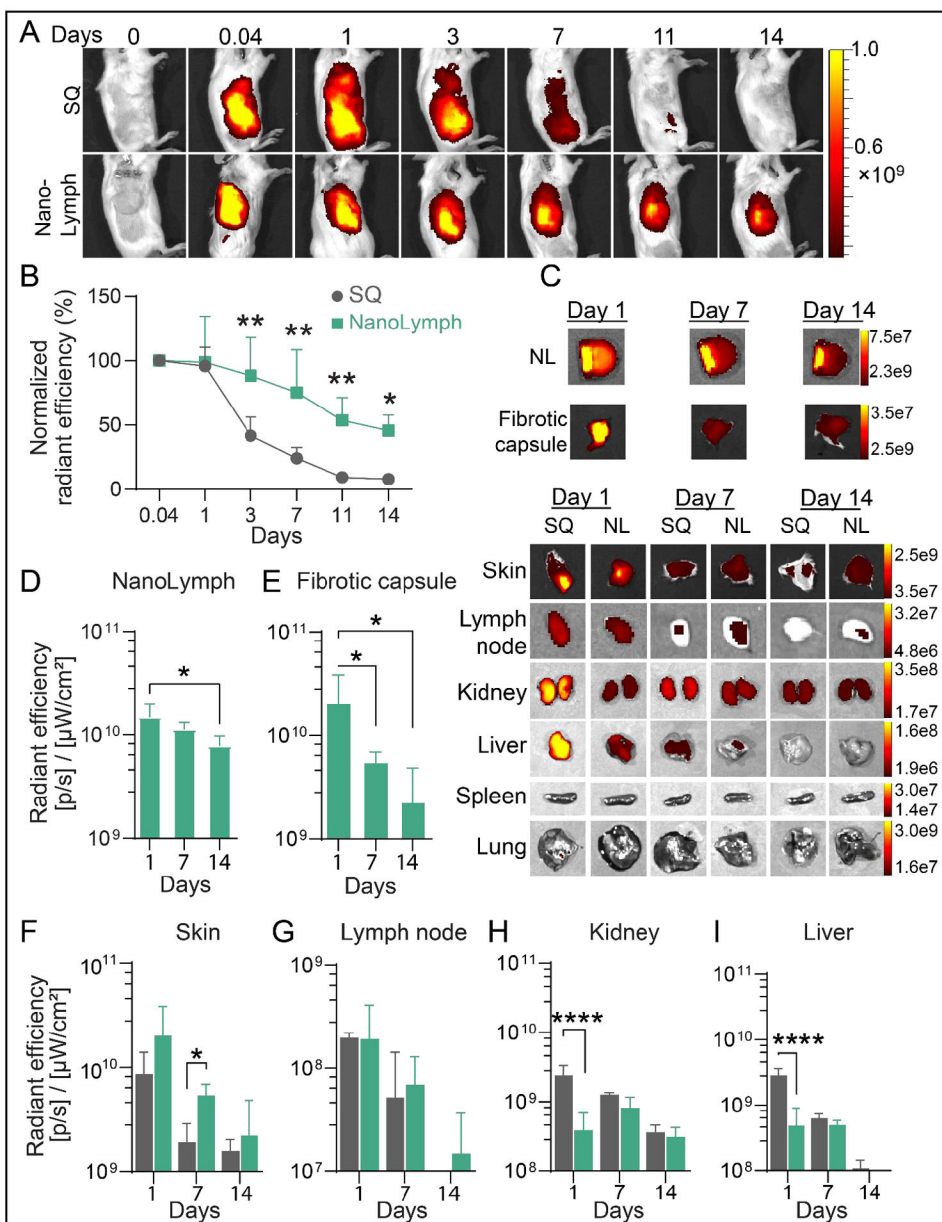 A Days 0 0.04 1 3 7 11 14
SQ
Nano-
Lymph
1.0
0.6
×10⁹
B
Normalized
radiant efficiency (%)
150
100
50
0
SQ
NanoLymph
** ** ** *
0.04 1 3 7 11 14
Days
C
Day 1 Day 7 Day 14
NL
7.5e7
2.3e9
Fibrotic
capsule
3.5e7
2.5e9
Day 1 Day 7 Day 14
SQ NL SQ NL SQ NL
Skin
2.5e9
3.5e7
Lymph
node
3.2e7
4.8e6
Kidney
3.5e8
1.7e7
Liver
1.6e8
1.9e6
Spleen
3.0e7
1.4e7
Lung
3.0e9
1.6e7
D NanoLymph
Radiant efficiency
[p/s] / [µW/cm²]
10¹¹
10¹⁰
10⁹
*
1 7 14
Days
E Fibrotic capsule
10¹¹
10¹⁰
10⁹
*
*
1 7 14
Days
F Skin
Radiant efficiency
[p/s] / [µW/cm²]
10¹¹
10¹⁰
10⁹
*
1 7 14
Days
G Lymph node
10⁹
10⁸
10⁷
1 7 14
Days
H Kidney
10¹¹
10¹⁰
10⁹
10⁸
****
1 7 14
Days
I Liver
10¹¹
10¹⁰
10⁹
10⁸
****
1 7 14
Days